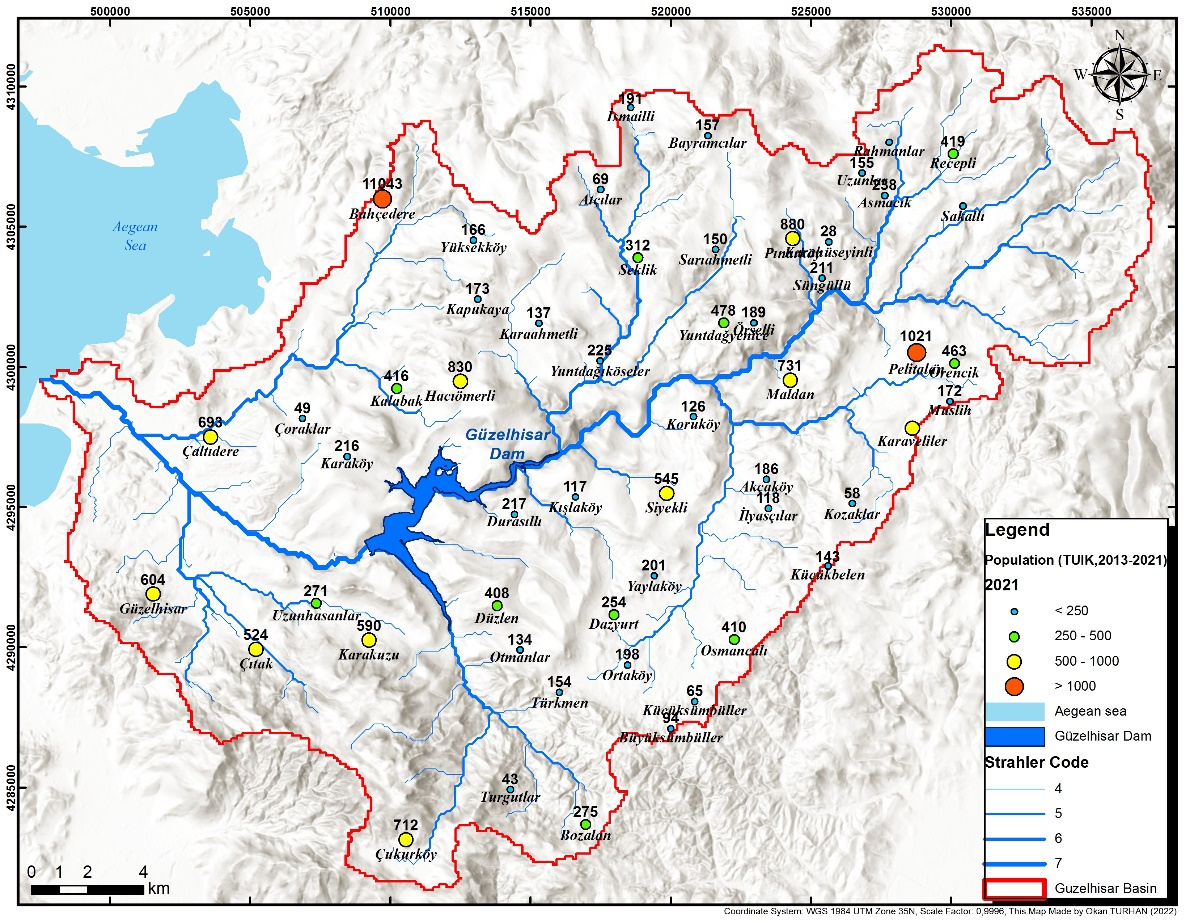 500000 505000 510000 515000 520000 525000 530000 535000
4310000
4305000
4300000
4295000
4290000
4285000
N
W E
S
Aegean
Sea
191
Ismailli
157
Bayramcılar
Rahmanlar
419
Recepli
155
Uzunlar
238
Asmacık
Sakallı
11043
Bahçedere
69
Atçılar
166
Yüksekköy
880
28
Süngüllü
211
150
Sarıahmetli
312
Seklik
173
Kapukaya
137
Karaahmetli
478
Yuntdağyenice
189
Örselli
225
Yuntdağıköseler
1021
Pelitalan
463
Örencik
172
Muslih
416
Kalabak
830
Hacıömerli
731
Maldan
49
Çoraklar
126
Koruköy
Karaveliler
693
Çaltıdere
216
Karaköy
Güzelhisar
Dam
186
Akçaköy
118
İlyasçılar
58
Kozaklar
545
Siyekli
117
Kışlaköy
217
Durasıllı
143
Küçükbelen
201
Yaylaköy
604
Güzelhisar
271
Uzunhasanlar
408
Düzlen
254
Dazyurt
410
Osmancalı
524
Çıtak
590
Karakuzu
134
Otmanlar
198
Ortaköy
154
Türkmen
65
Küçüksümbüller
94
Büyüksümbüller
43
Turgutlar
275
Bozalan
712
Çukurköy
0 1 2 4
km
Legend
Population (TUIK,2013-2021)
2021
< 250
250 - 500
500 - 1000
> 1000
Aegean sea
Güzelhisar Dam
Strahler Code
4
5
6
7
Guzelhisar Basin
Coordinate System: WGS 1984 UTM Zone 35N, Scale Factor: 0,9996, This Map Made by Okan TURHAN (2022)